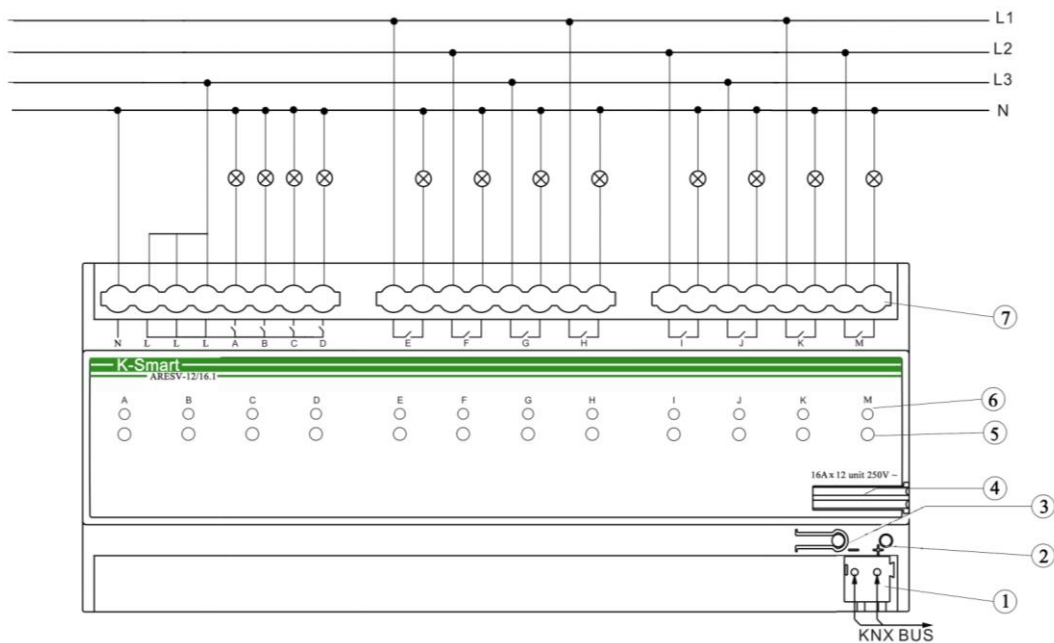 L1
L2
L3
N
7
N L L L A B C D E F G H I J K M
K-Smart
ARESV-12/16.1
A B C D E F G H I J K M
6
5
16A x 12 unit 250V ~
4
3
− +
2
1
KNX BUS